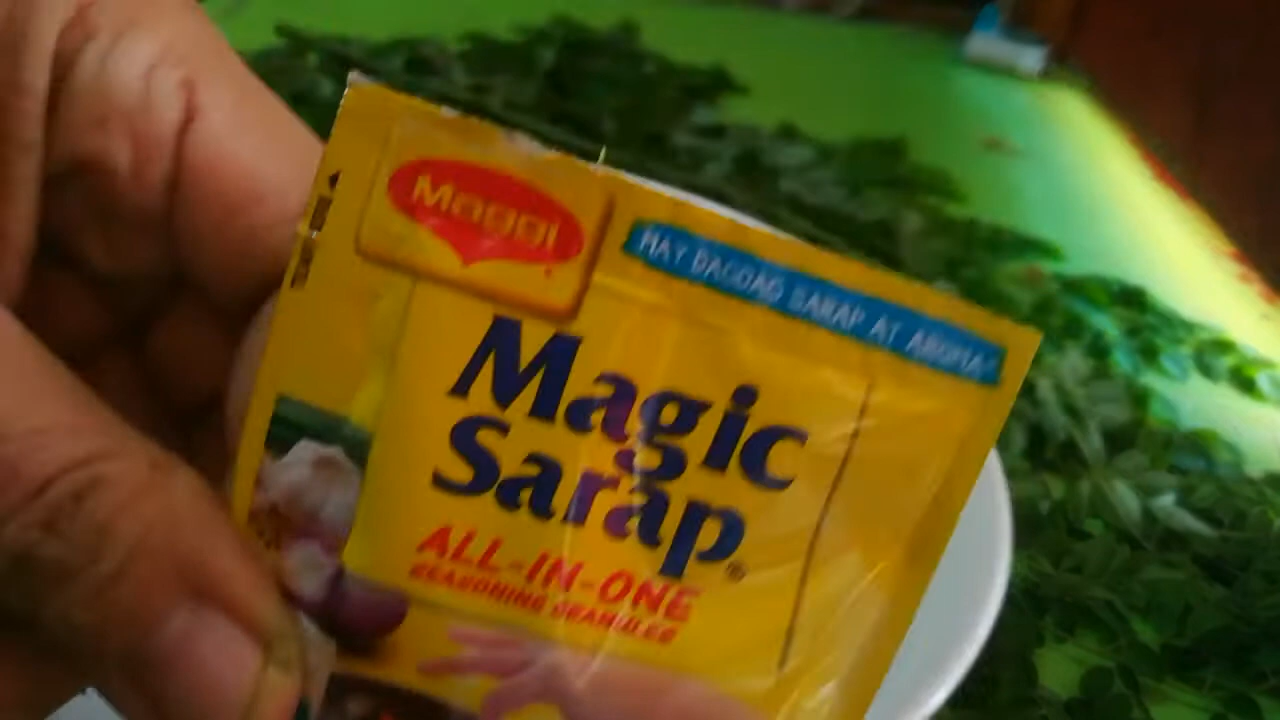 Maggi
MAY DAGDAG SARAP AT AROMA!
Magic
Sarap®
ALL-IN-ONE
SEASONING GRANULES